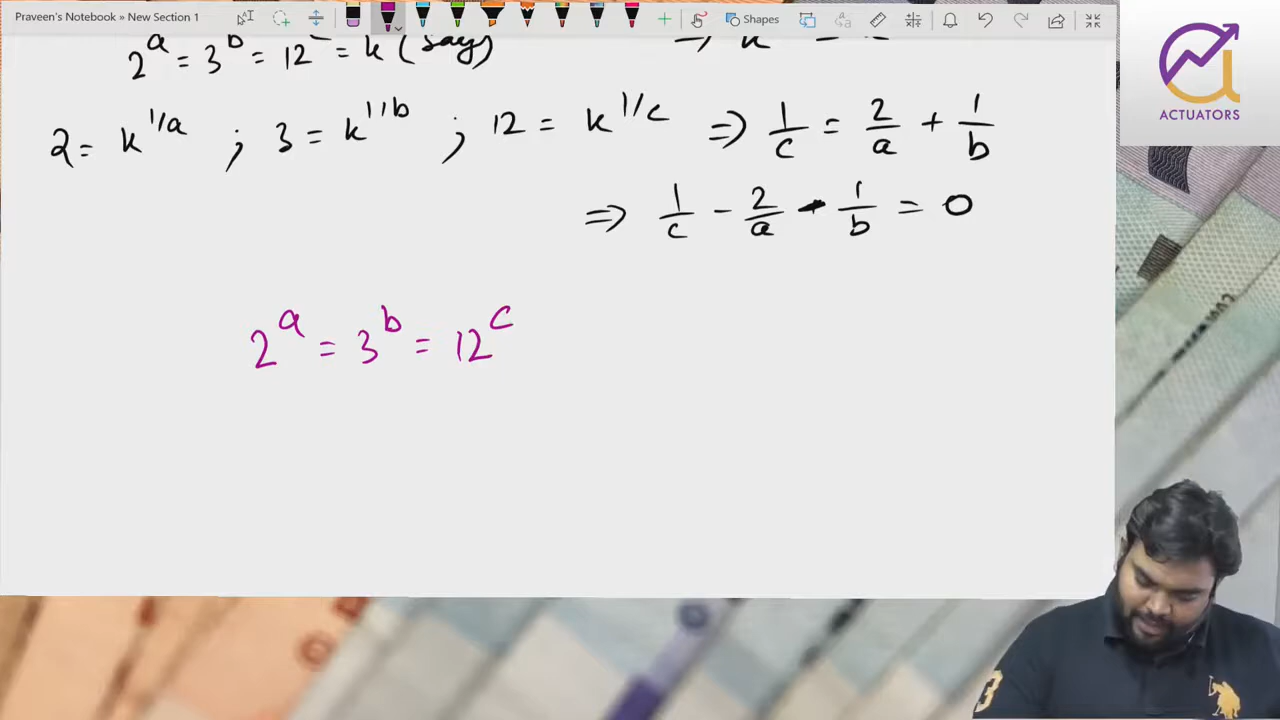 Praveen's Notebook » New Section 1
Shapes
ACTUATORS
2^a = 3^b = 12^c = k (say)
2 = k^{1/a} ; 3 = k^{1/b} ; 12 = k^{1/c} ⇒ 1/c = 2/a + 1/b
⇒ 1/c - 2/a - 1/b = 0
2^a = 3^b = 12^c